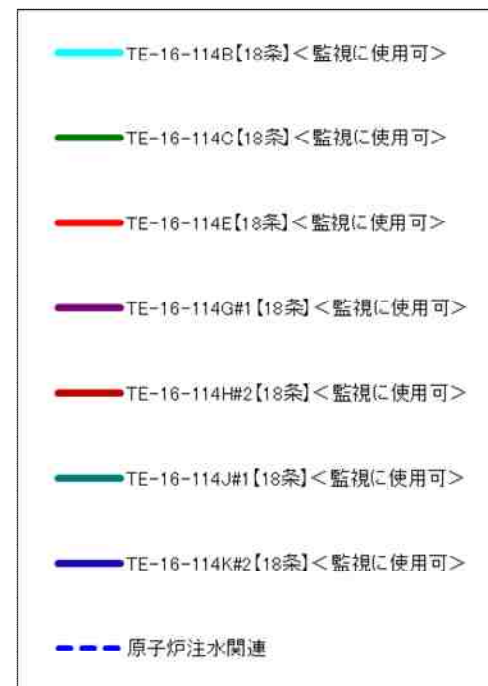 TE-16-114B【18条】＜監視に使用可＞
TE-16-114C【18条】＜監視に使用可＞
TE-16-114E【18条】＜監視に使用可＞
TE-16-114G#1【18条】＜監視に使用可＞
TE-16-114H#2【18条】＜監視に使用可＞
TE-16-114J#1【18条】＜監視に使用可＞
TE-16-114K#2【18条】＜監視に使用可＞
原子炉注水関連